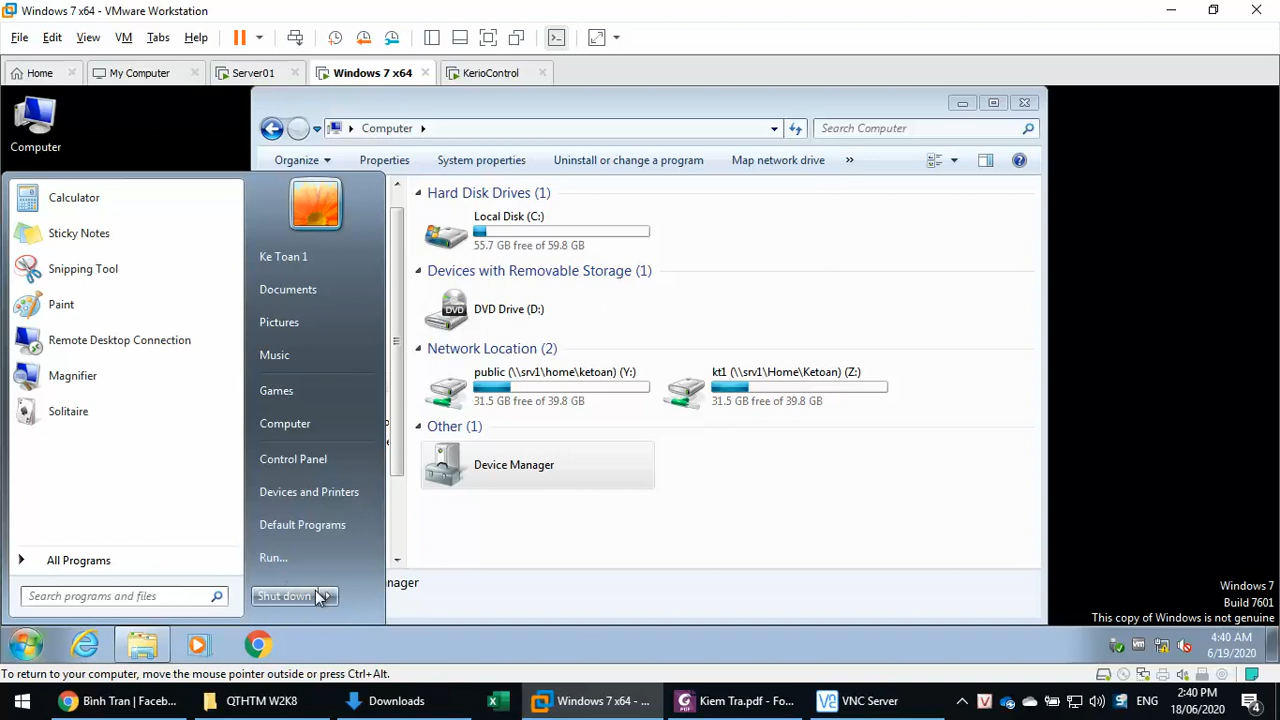 Windows 7 x64 - VMware Workstation
File Edit View VM Tabs Help
Home My Computer Server01 Windows 7 x64 KerioControl
Computer
Computer Search Computer
Organize Properties System properties Uninstall or change a program Map network drive »
Calculator
Sticky Notes
Snipping Tool
Paint
Remote Desktop Connection
Magnifier
Solitaire
All Programs
Search programs and files
Ke Toan 1
Documents
Pictures
Music
Games
Computer
Control Panel
Devices and Printers
Default Programs
Run...
Shut down
Hard Disk Drives (1)
Local Disk (C:)
55.7 GB free of 59.8 GB
Devices with Removable Storage (1)
DVD
DVD Drive (D:)
Network Location (2)
public (\\srv1\home\ketoan) (Y:)
31.5 GB free of 39.8 GB
kt1 (\\srv1\Home\Ketoan) (Z:)
31.5 GB free of 39.8 GB
Other (1)
Device Manager
nager
Windows 7
Build 7601
This copy of Windows is not genuine
4:40 AM
6/19/2020
To return to your computer, move the mouse pointer outside or press Ctrl+Alt.
Bình Tran | Faceb... QTHTM W2K8 Downloads Windows 7 x64 - ... Kiem Tra.pdf - Fo... VNC Server ENG
2:40 PM
18/06/2020
4